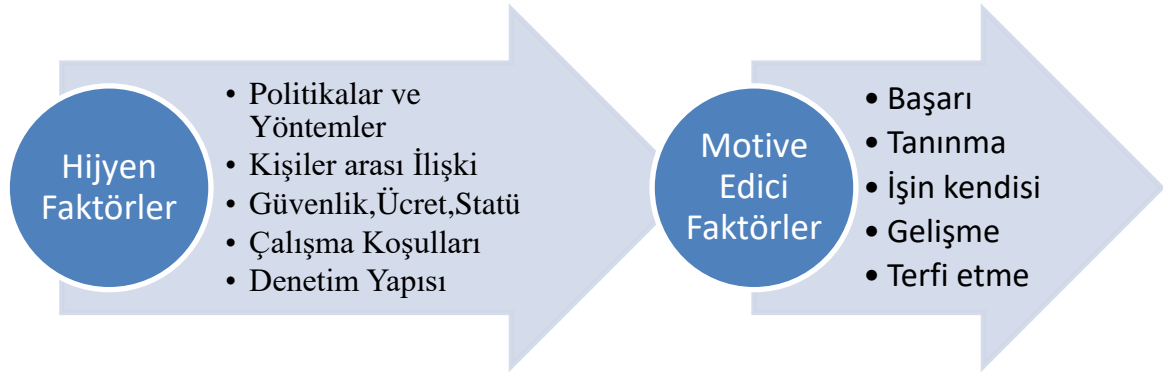 Hijyen
Faktörler
• Politikalar ve
Yöntemler
• Kişiler arası İlişki
• Güvenlik,Ücret,Statü
• Çalışma Koşulları
• Denetim Yapısı
Motive
Edici
Faktörler
• Başarı
• Tanınma
• İşin kendisi
• Gelişme
• Terfi etme